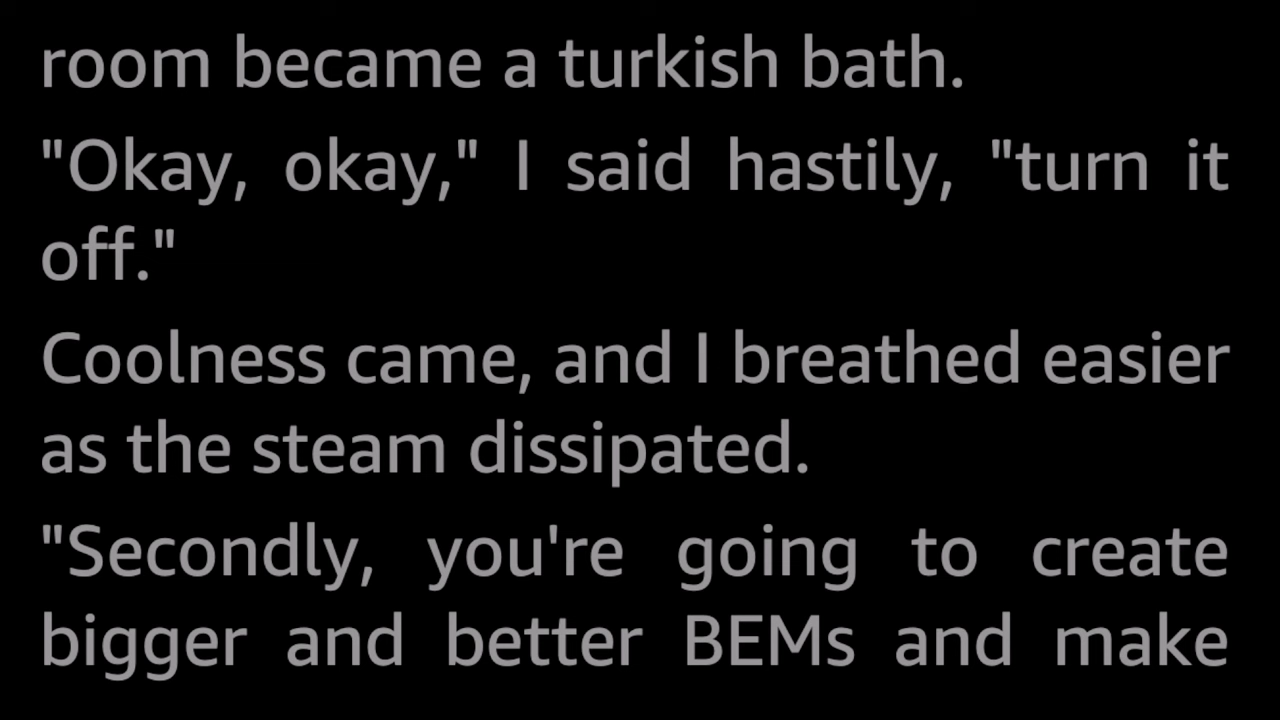 room became a turkish bath.
"Okay, okay," I said hastily, "turn it
off."
Coolness came, and I breathed easier
as the steam dissipated.
"Secondly, you're going to create
bigger and better BEMs and make